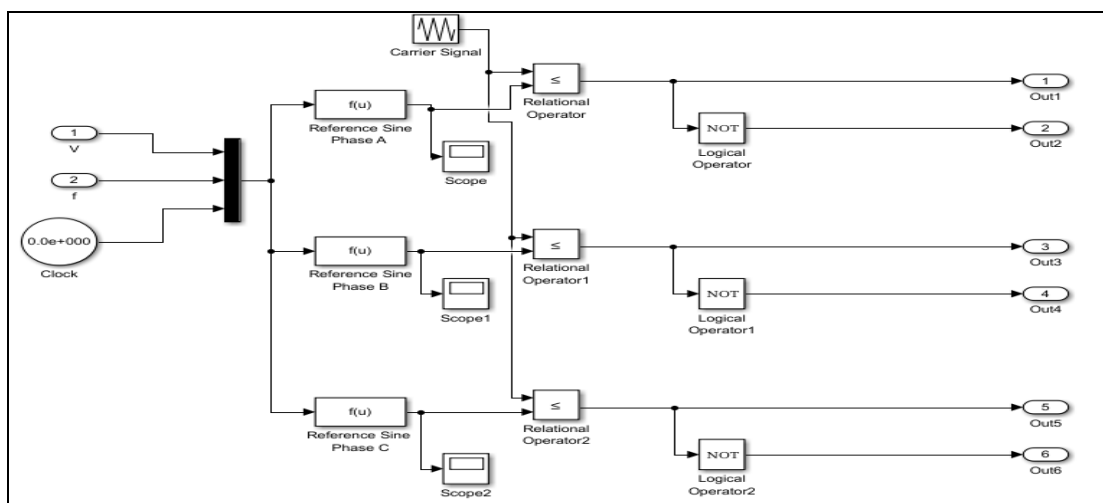 Carrier Signal
≤
Relational
Operator
1
Out1
f(u)
Reference Sine
Phase A
NOT
Logical
Operator
2
Out2
1
V
Scope
2
f
0.0e+000
Clock
f(u)
Reference Sine
Phase B
≤
Relational
Operator1
3
Out3
Scope1
NOT
Logical
Operator1
4
Out4
f(u)
Reference Sine
Phase C
≤
Relational
Operator2
5
Out5
Scope2
NOT
Logical
Operator2
6
Out6